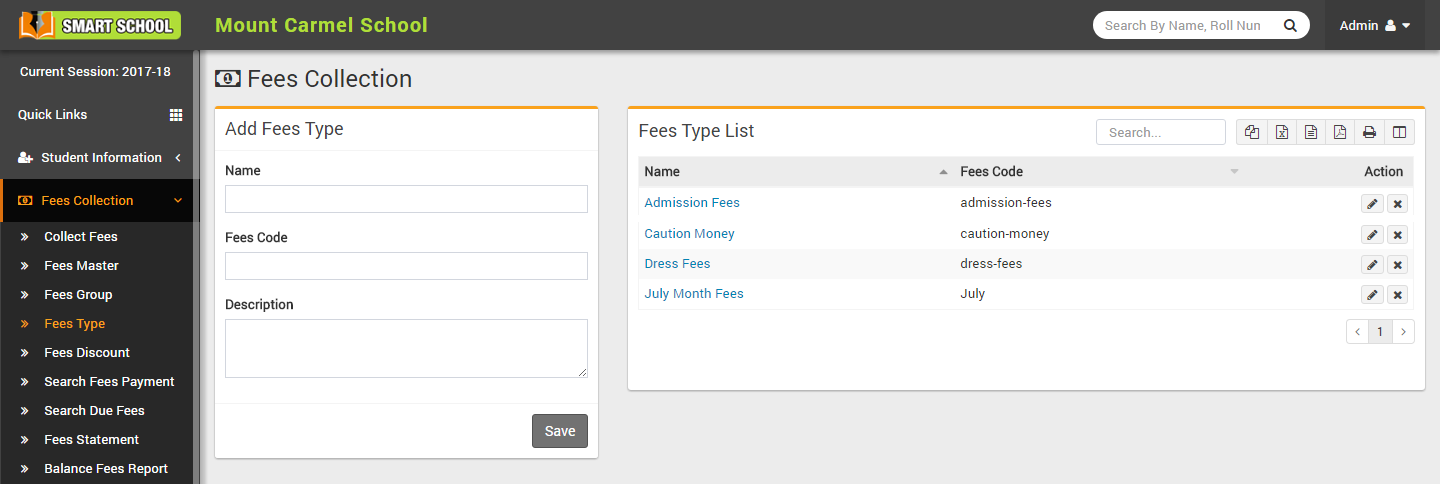 SMART SCHOOL
Mount Carmel School
Search By Name, Roll Nun
Admin
Current Session: 2017-18
Quick Links
Student Information
Fees Collection
Collect Fees
Fees Master
Fees Group
Fees Type
Fees Discount
Search Fees Payment
Search Due Fees
Fees Statement
Balance Fees Report
Fees Collection
Add Fees Type
Name
Fees Code
Description
Save
Fees Type List
Search...
Name Fees Code Action
Admission Fees admission-fees
Caution Money caution-money
Dress Fees dress-fees
July Month Fees July
1